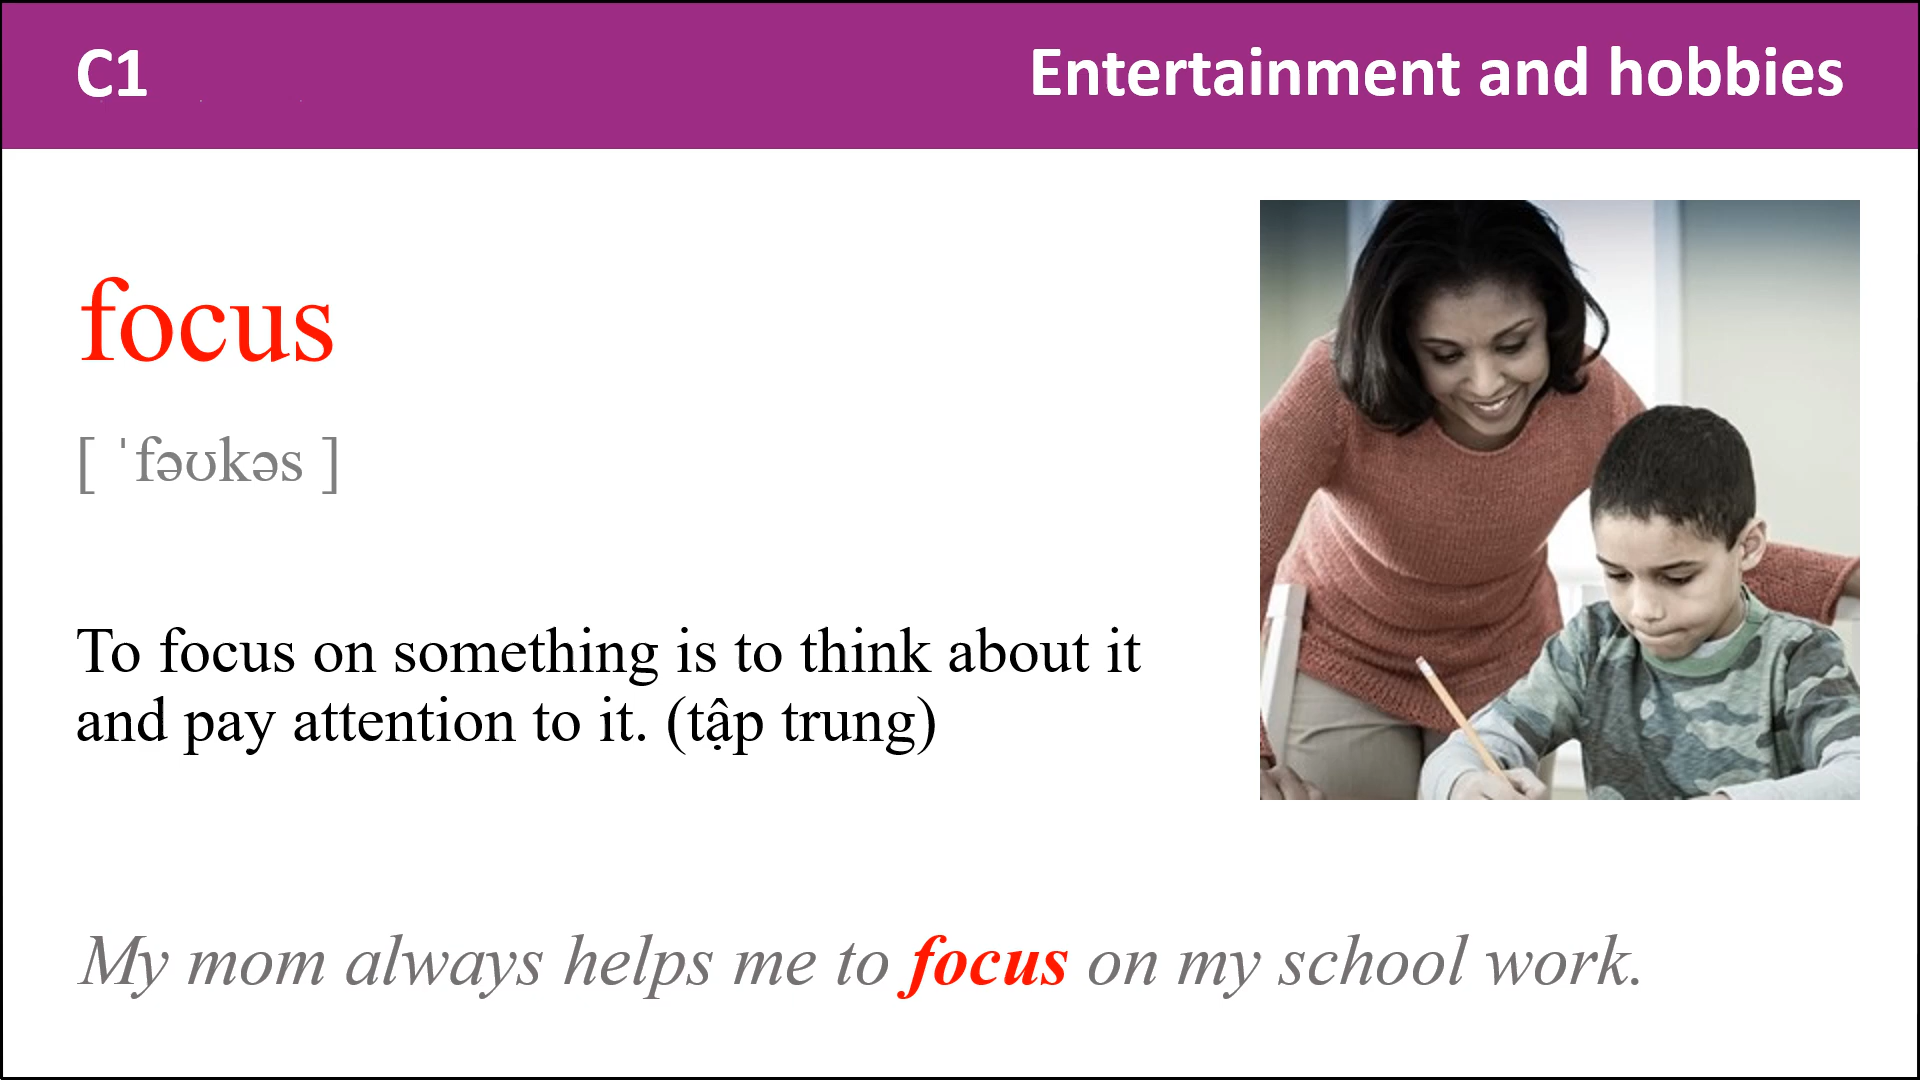 C1
Entertainment and hobbies
focus
[ ˈfəʊkəs ]
To focus on something is to think about it
and pay attention to it. (tập trung)
My mom always helps me to focus on my school work.